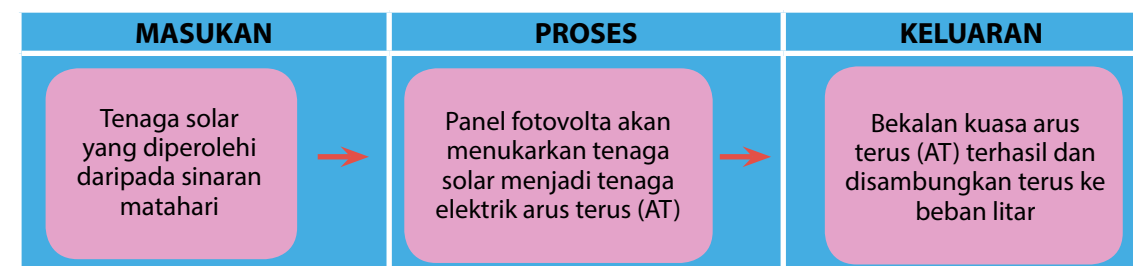 MASUKAN
PROSES
KELUARAN
Tenaga solar
yang diperolehi
daripada sinaran
matahari
Panel fotovolta akan
menukarkan tenaga
solar menjadi tenaga
elektrik arus terus (AT)
Bekalan kuasa arus
terus (AT) terhasil dan
disambungkan terus ke
beban litar